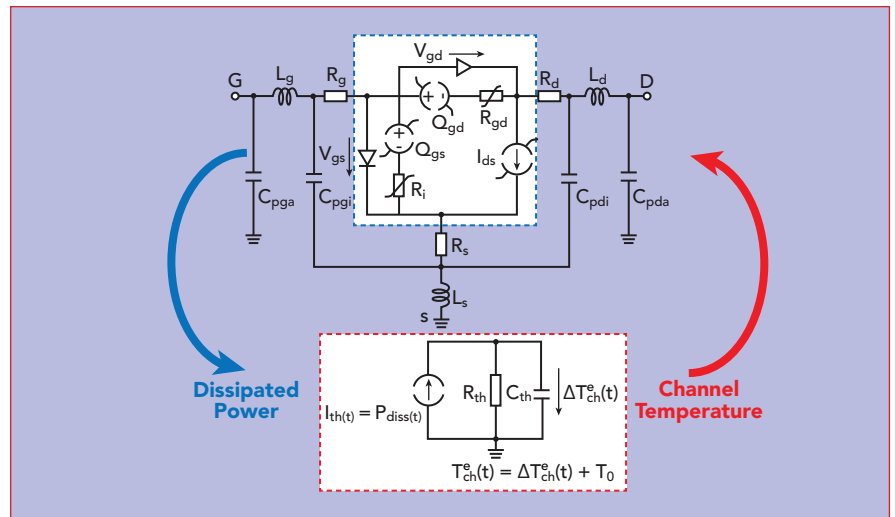 V_gd
G
L_g
R_g
R_d
L_d
D
+ -
Q_gd
R_gd
+
-
Q_gs
V_gs
I_ds
R_i
C_pga
C_pgi
C_pdi
C_pda
R_s
L_s
s
Dissipated
Power
Channel
Temperature
R_th
C_th
ΔT^e_ch(t)
I_th(t) = P_diss(t)
T^e_ch(t) = ΔT^e_ch(t) + T_0